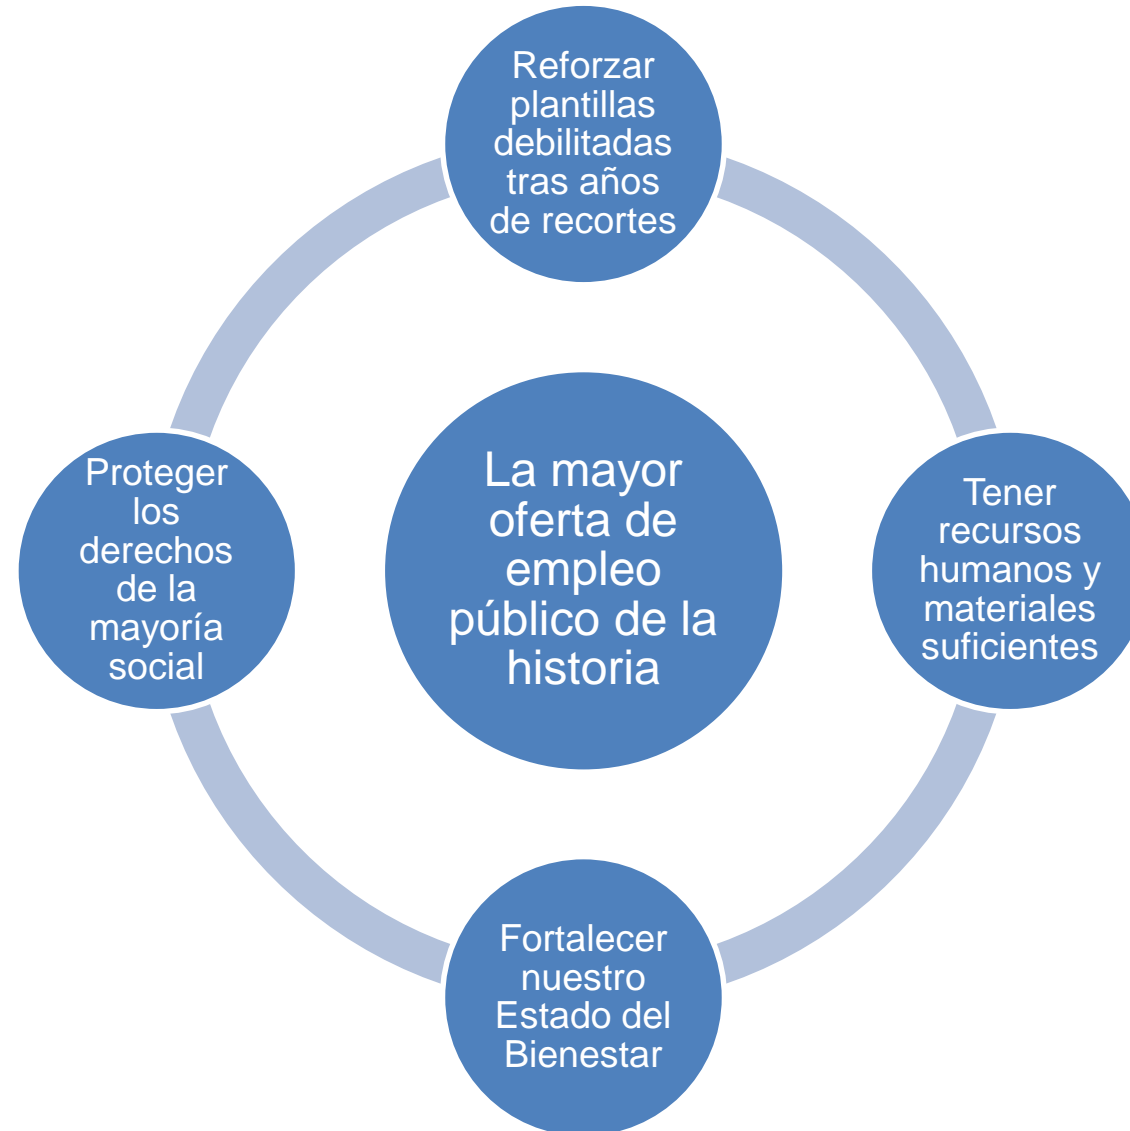 Reforzar
plantillas
debilitadas
tras años
de recortes
La mayor
oferta de
empleo
público de la
historia
Tener
recursos
humanos y
materiales
suficientes
Fortalecer
nuestro
Estado del
Bienestar
Proteger
los
derechos
de la
mayoría
social